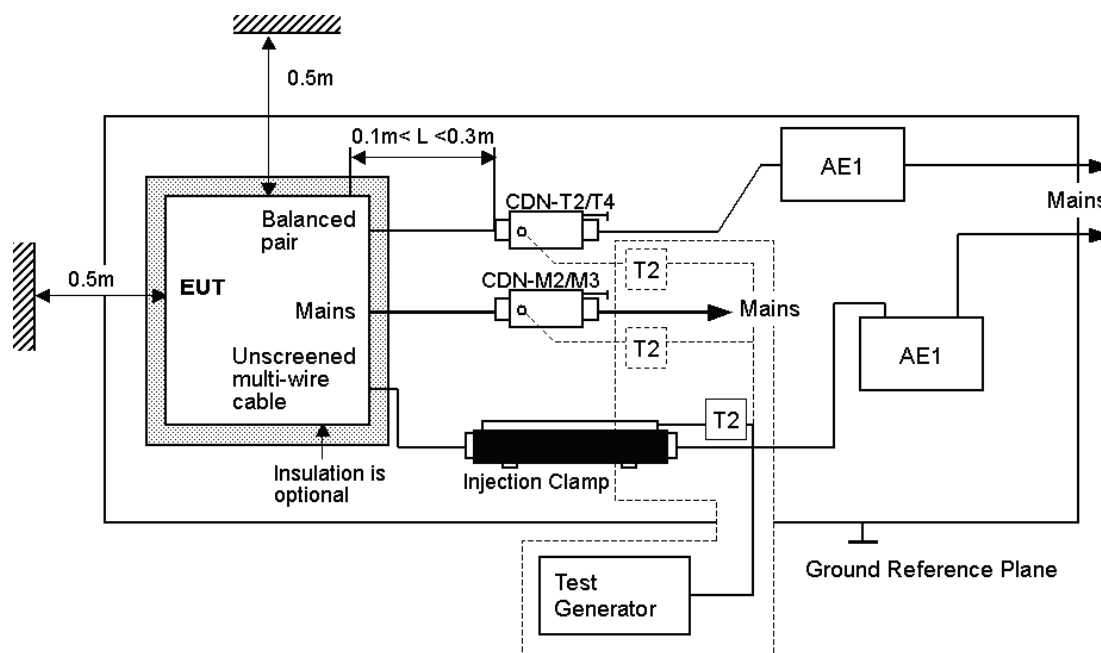 0.5m
0.1m< L <0.3m
AE1
Mains
CDN-T2/T4
Balanced
pair
T2
0.5m
EUT
CDN-M2/M3
Mains
Mains
T2
AE1
Unscreened
multi-wire
cable
T2
Insulation is
optional
Injection Clamp
Ground Reference Plane
Test
Generator